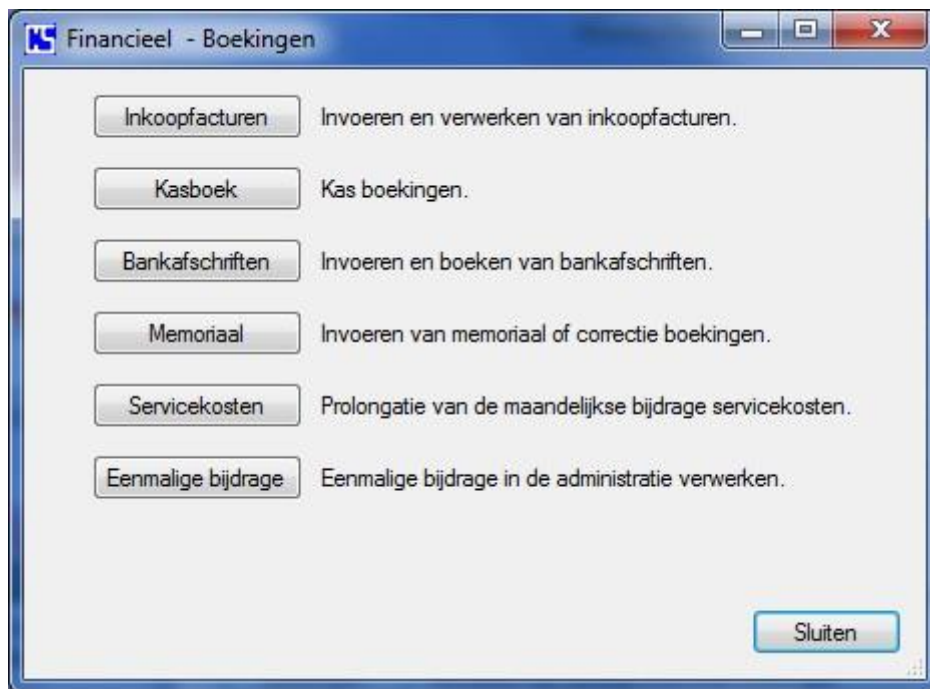 KS Financieel - Boekingen
Inkoopfacturen Invoeren en verwerken van inkoopfacturen.
Kasboek Kas boekingen.
Bankafschriften Invoeren en boeken van bankafschriften.
Memoriaal Invoeren van memoriaal of correctie boekingen.
Servicekosten Prolongatie van de maandelijkse bijdrage servicekosten.
Eenmalige bijdrage Eenmalige bijdrage in de administratie verwerken.
Sluiten